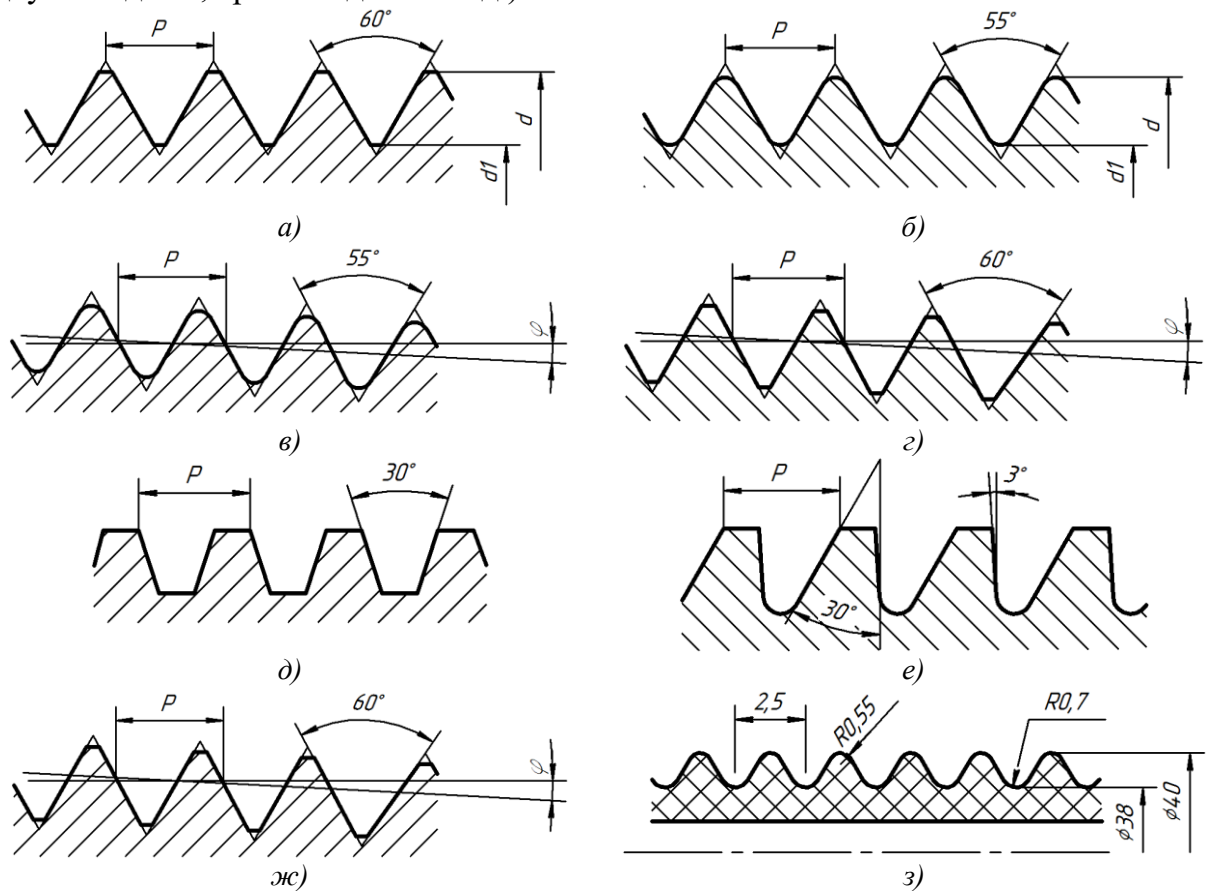 P 60° d d1
а)
P 55° d d1
б)
P 55° φ
в)
P 60° φ
г)
P 30°
д)
P 3° 30°
е)
P 60° φ
ж)
2,5 R0,55 R0,7 ϕ38 ϕ40
з)